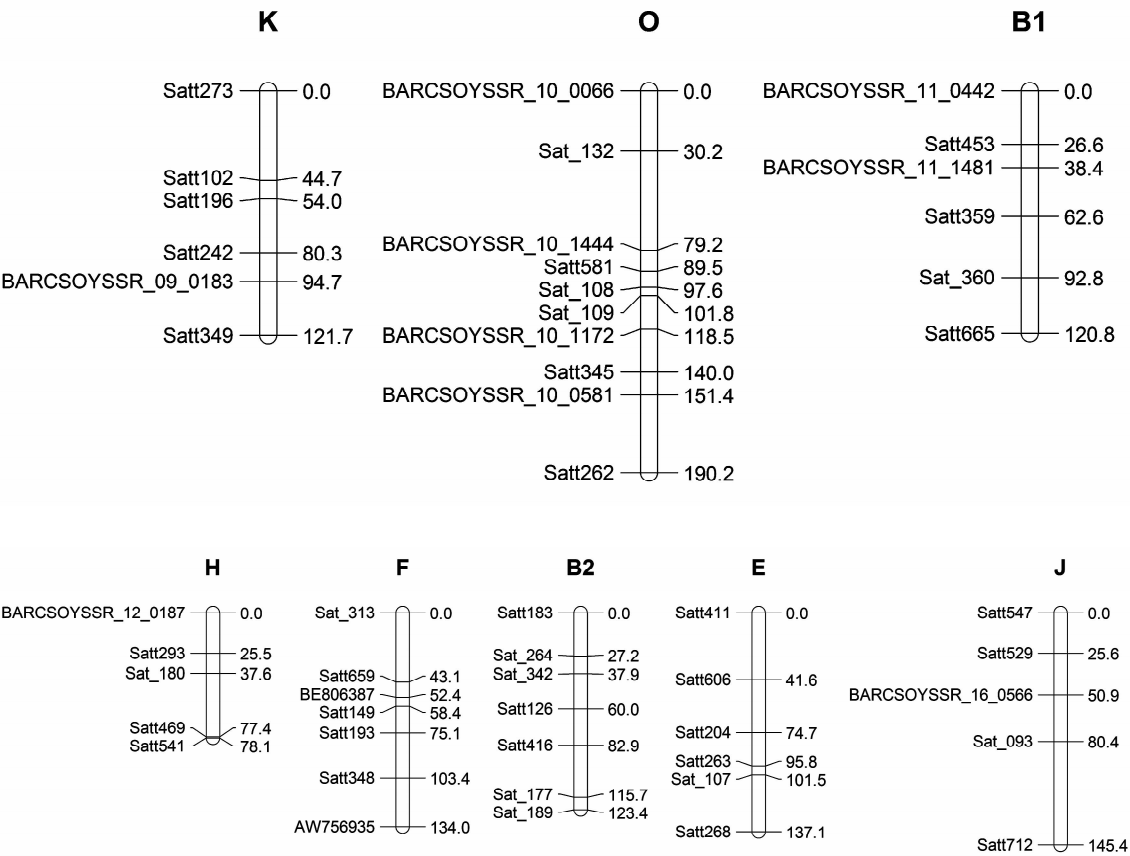 K
Satt273 0.0
Satt102 44.7
Satt196 54.0
Satt242 80.3
BARCSOYSSR_09_0183 94.7
Satt349 121.7
O
BARCSOYSSR_10_0066 0.0
Sat_132 30.2
BARCSOYSSR_10_1444 79.2
Satt581 89.5
Sat_108 97.6
Sat_109 101.8
BARCSOYSSR_10_1172 118.5
Satt345 140.0
BARCSOYSSR_10_0581 151.4
Satt262 190.2
B1
BARCSOYSSR_11_0442 0.0
Satt453 26.6
BARCSOYSSR_11_1481 38.4
Satt359 62.6
Sat_360 92.8
Satt665 120.8
H
BARCSOYSSR_12_0187 0.0
Satt293 25.5
Sat_180 37.6
Satt469 77.4
Satt541 78.1
F
Sat_313 0.0
Satt659 43.1
BE806387 52.4
Satt149 58.4
Satt193 75.1
Satt348 103.4
AW756935 134.0
B2
Satt183 0.0
Sat_264 27.2
Sat_342 37.9
Satt126 60.0
Satt416 82.9
Sat_177 115.7
Sat_189 123.4
E
Satt411 0.0
Satt606 41.6
Satt204 74.7
Satt263 95.8
Sat_107 101.5
Satt268 137.1
J
Satt547 0.0
Satt529 25.6
BARCSOYSSR_16_0566 50.9
Sat_093 80.4
Satt712 145.4